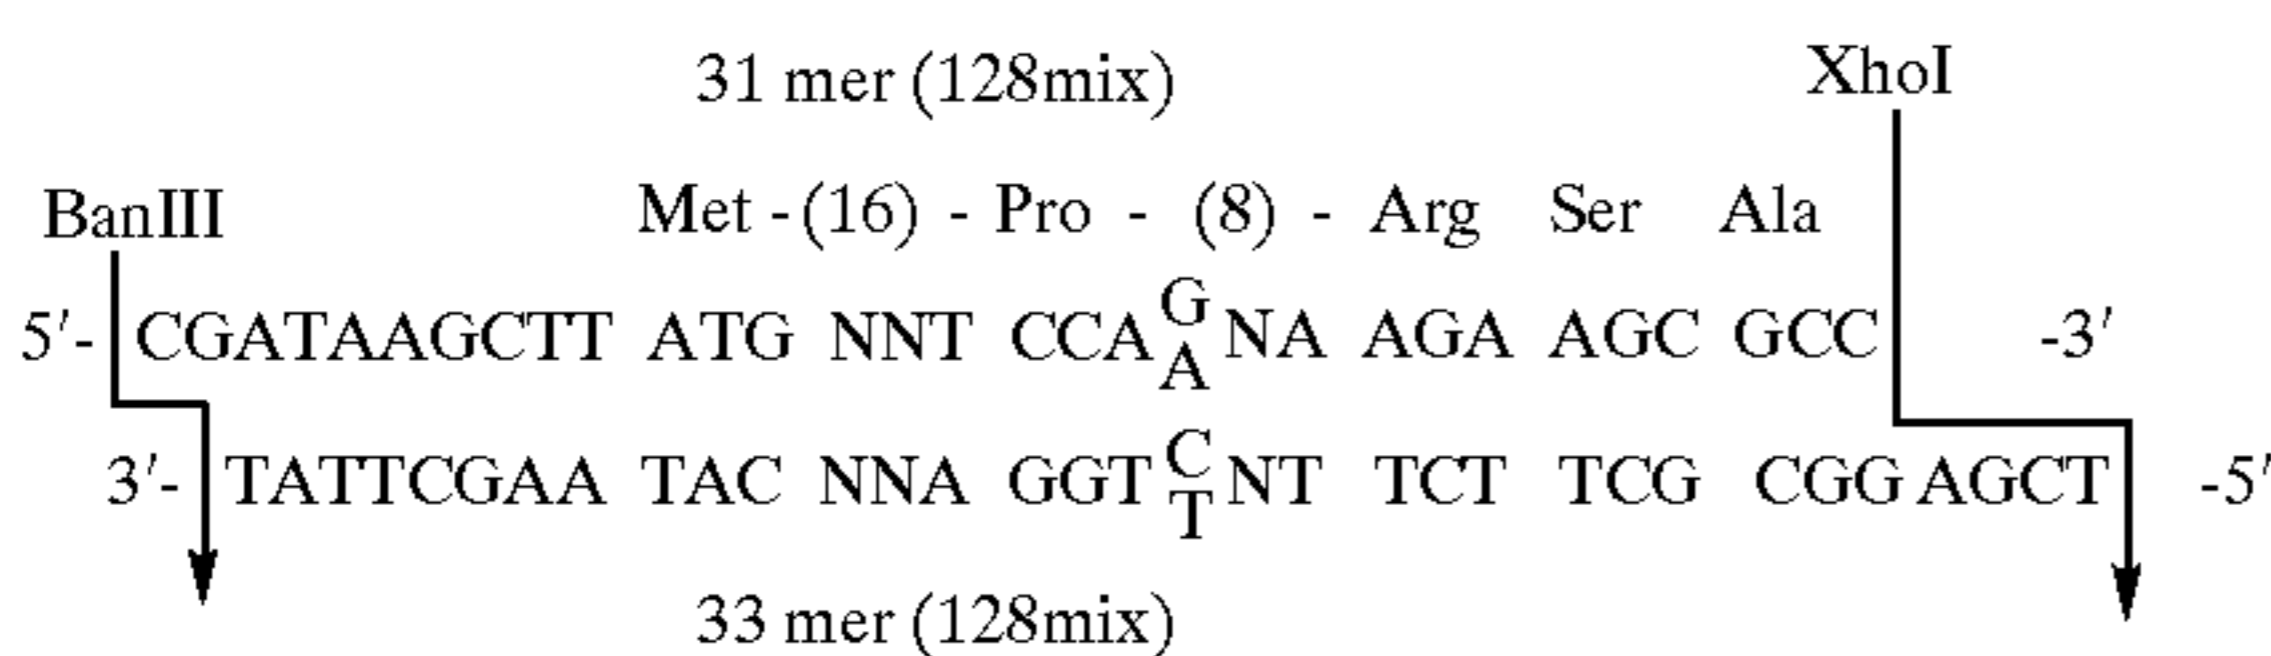 31 mer (128mix)
XhoI
BanIII
Met - (16) - Pro - (8) - Arg Ser Ala
G
5′- CGATAAGCTT ATG NNT CCA NA AGA AGC GCC -3′
A
C
3′- TATTCGAA TAC NNA GGT NT TCT TCG CGG AGCT -5′
T
33 mer (128mix)